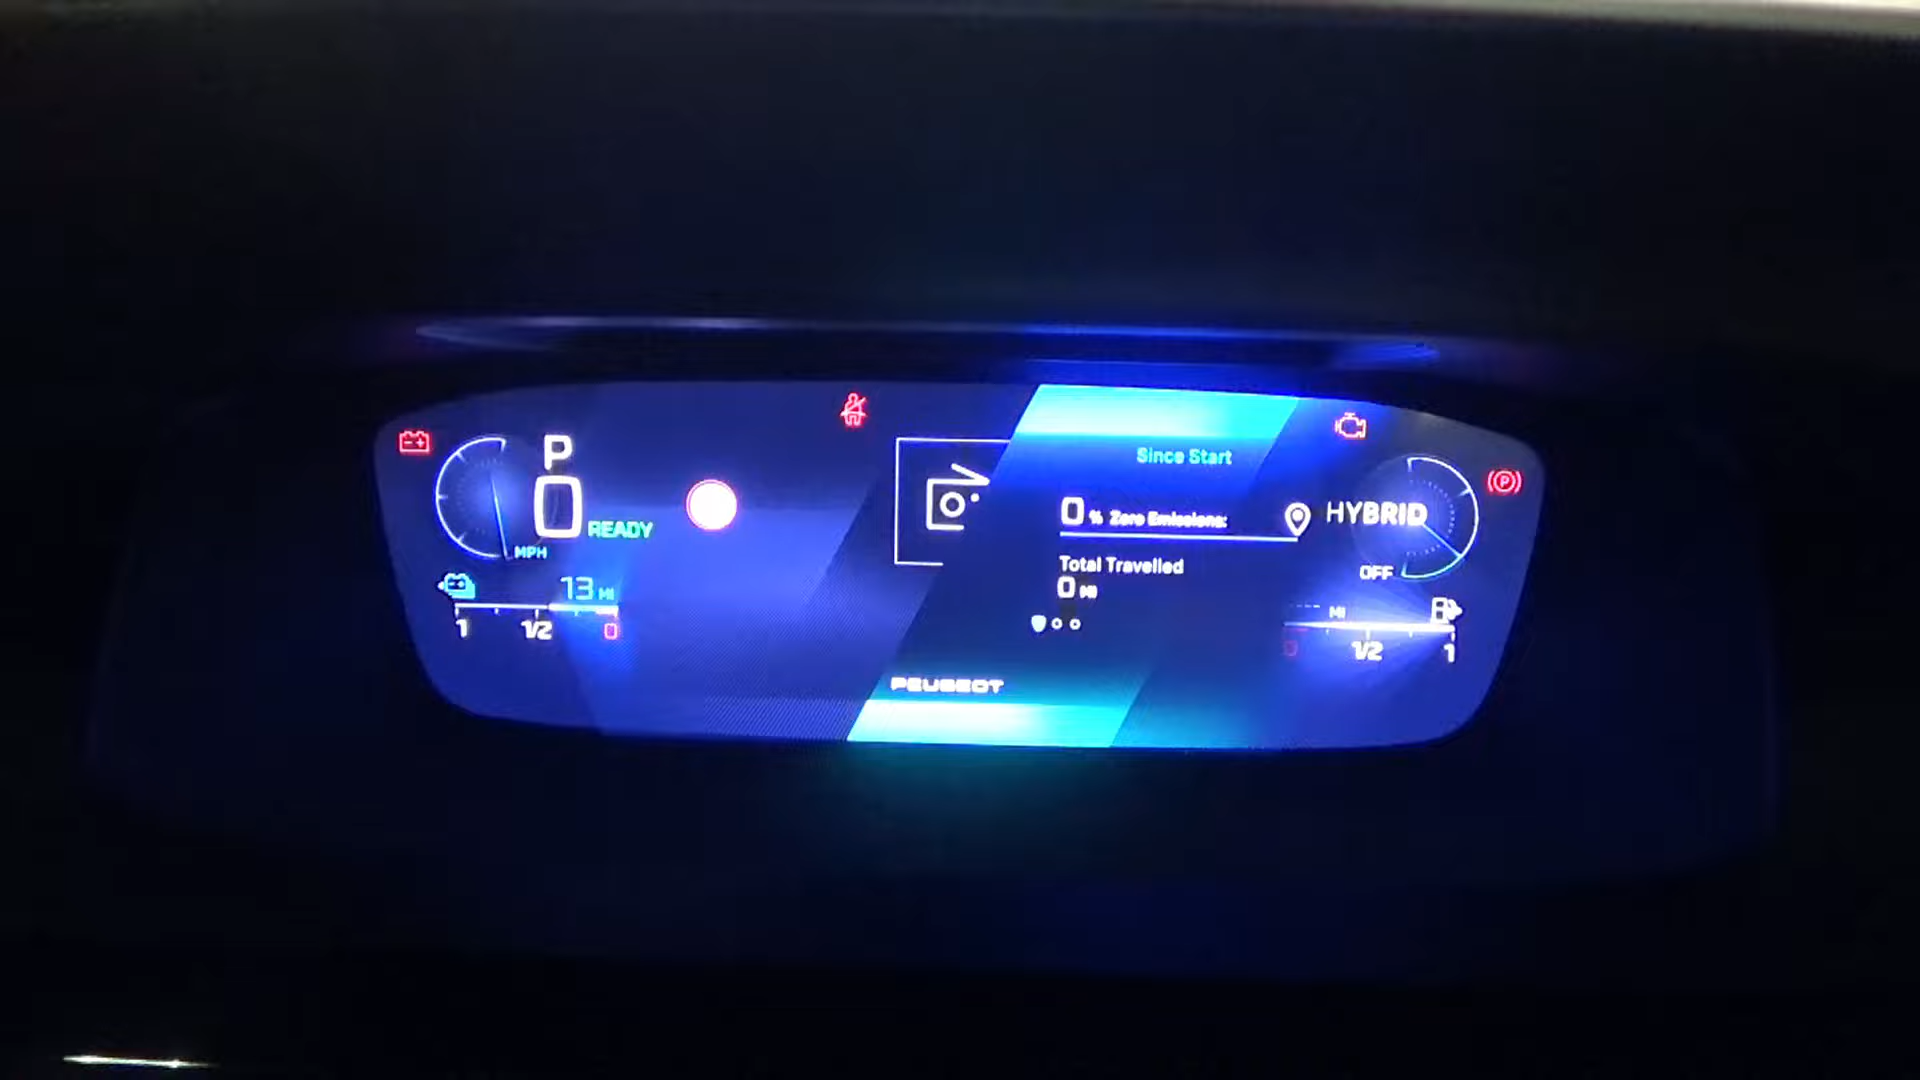 P
0
READY
MPH
13 MI
1 1/2 0
Since Start
0 % Zero Emissions:
Total Travelled
0 MI
PEUGEOT
HYBRID
OFF
---- MI
0 1/2 1
P